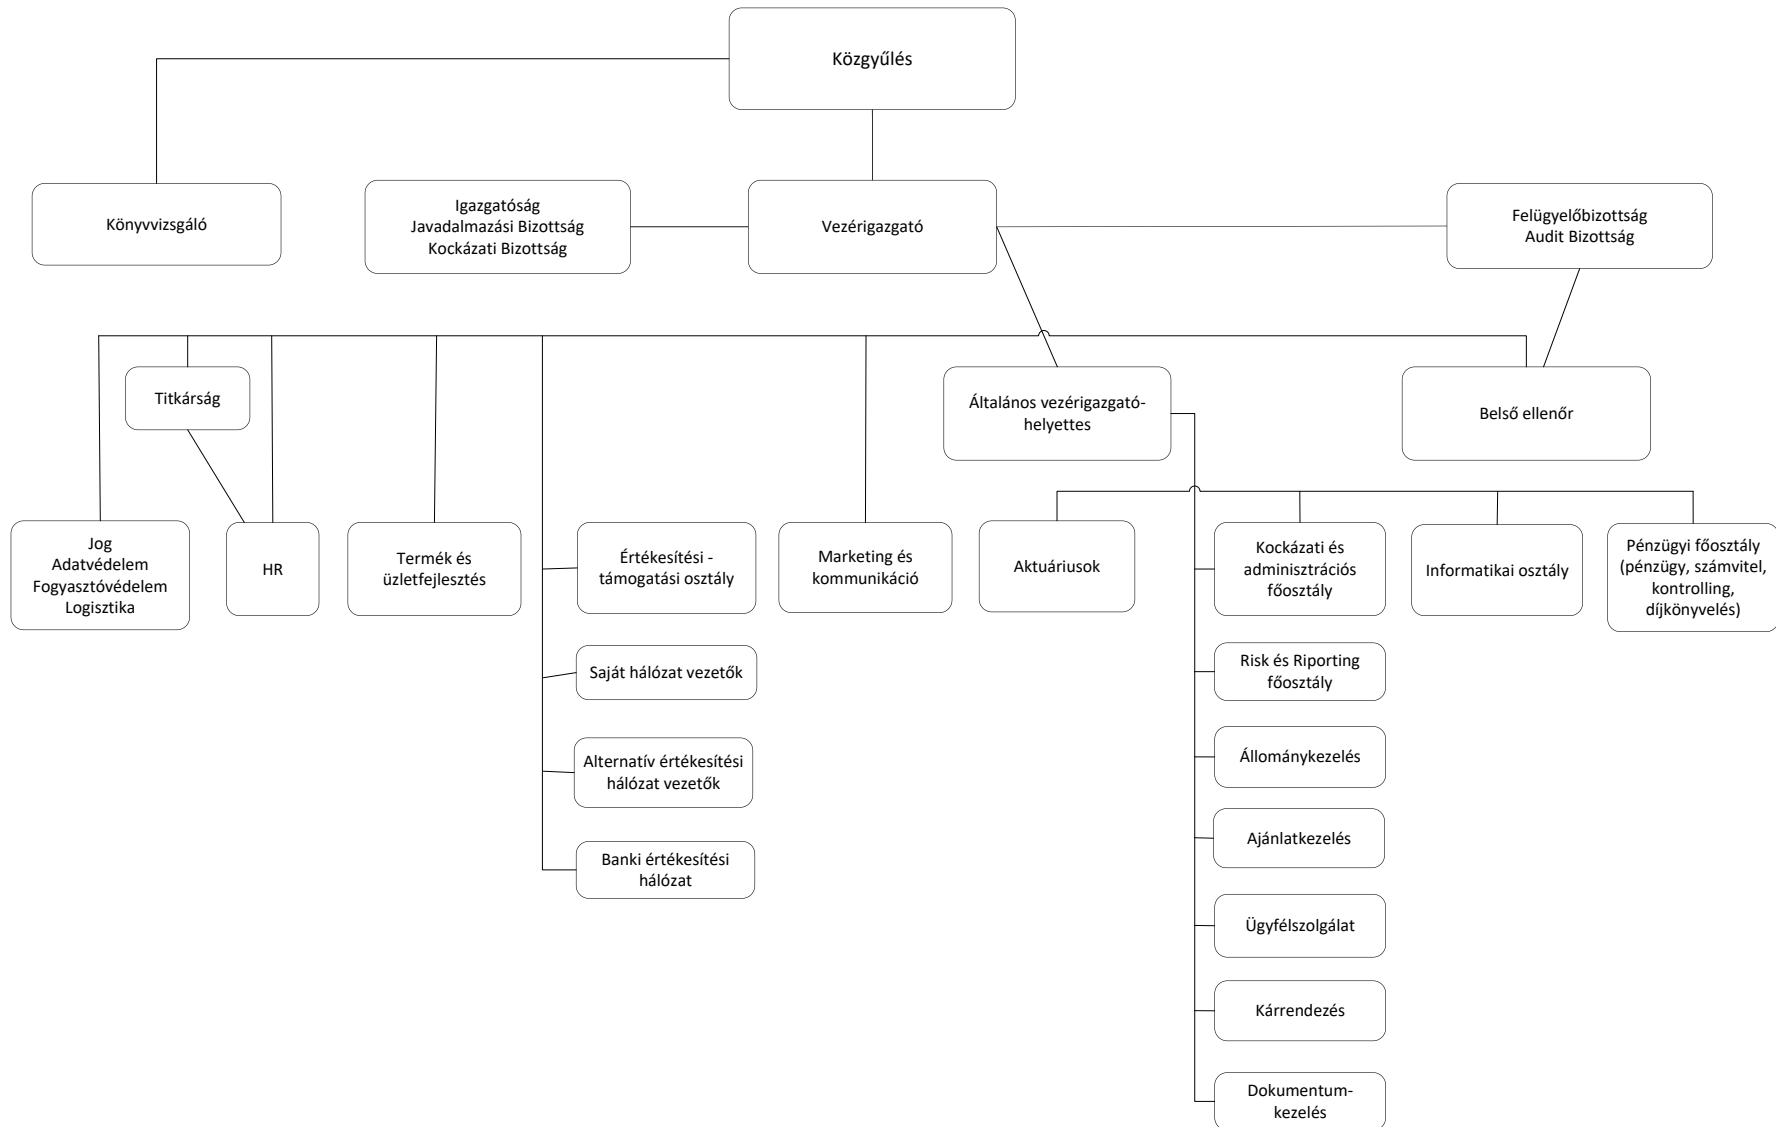 Közgyűlés
Könyvvizsgáló
Igazgatóság
Javadalmazási Bizottság
Kockázati Bizottság
Vezérigazgató
Felügyelőbizottság
Audit Bizottság
Titkárság
Általános vezérigazgató-
helyettes
Belső ellenőr
Jog
Adatvédelem
Fogyasztóvédelem
Logisztika
HR
Termék és
üzletfejlesztés
Értékesítési -
támogatási osztály
Marketing és
kommunikáció
Aktuáriusok
Kockázati és
adminisztrációs
főosztály
Informatikai osztály
Pénzügyi főosztály
(pénzügy, számvitel,
kontrolling,
díjkönyvelés)
Saját hálózat vezetők
Risk és Riporting
főosztály
Alternatív értékesítési
hálózat vezetők
Állománykezelés
Ajánlatkezelés
Banki értékesítési
hálózat
Ügyfélszolgálat
Kárrendezés
Dokumentum-
kezelés